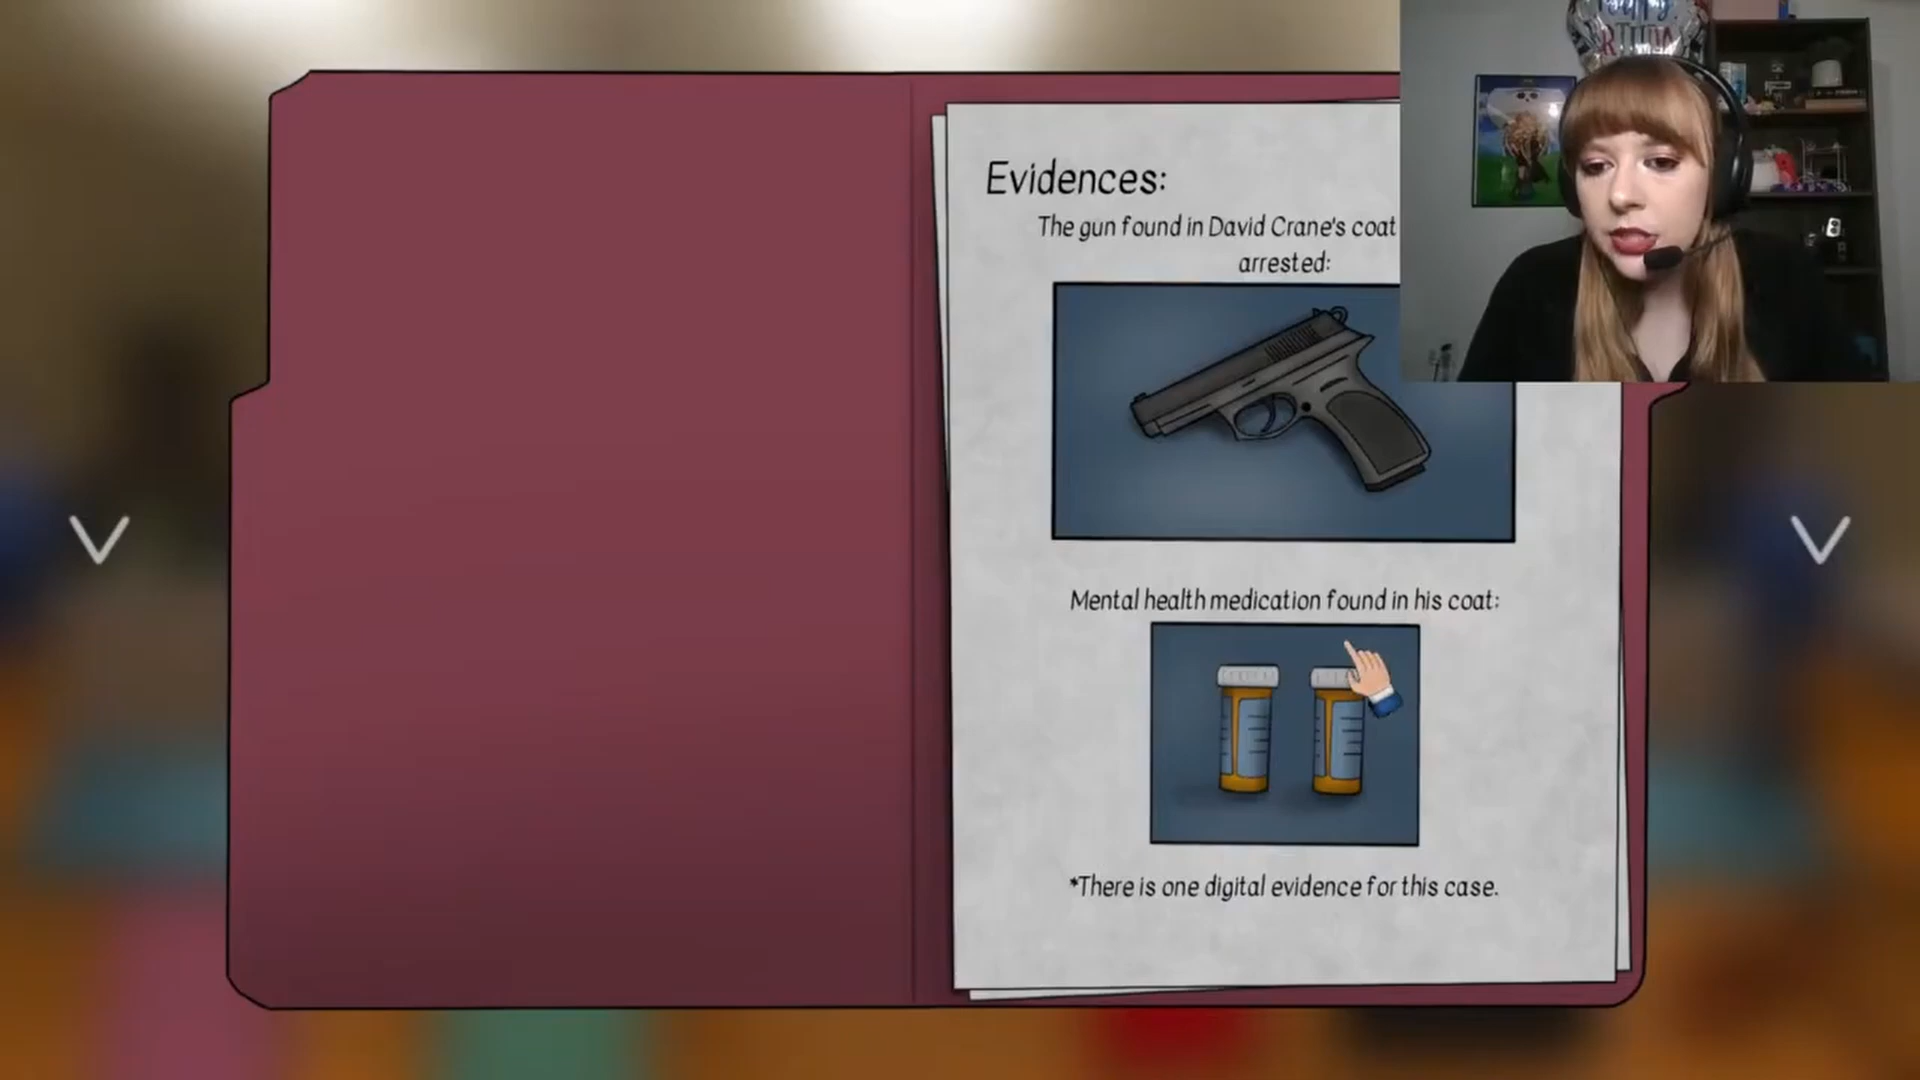 Evidences:
The gun found in David Crane's coat
arrested:
Mental health medication found in his coat:
*There is one digital evidence for this case.